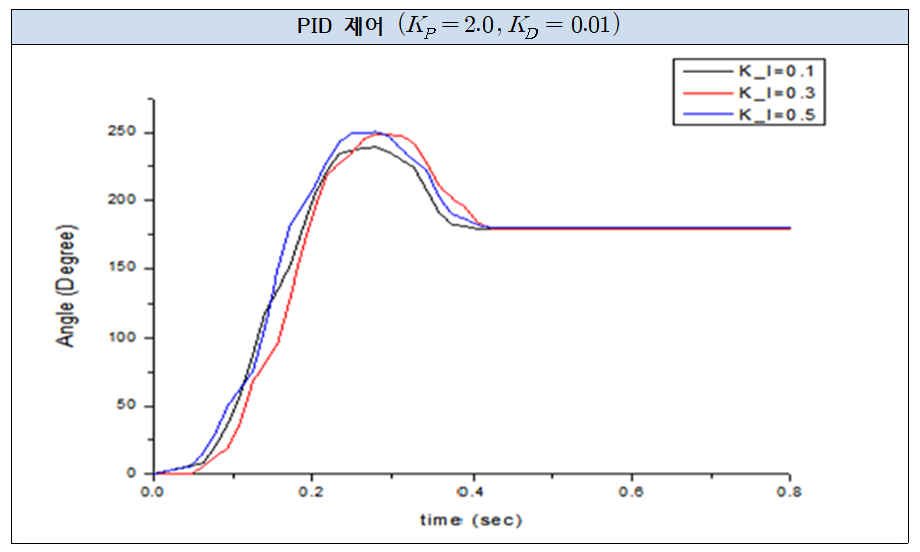 PID 제어 (K_P = 2.0, K_D = 0.01)
K_I=0.1
K_I=0.3
K_I=0.5
250
200
150
100
50
0
Angle (Degree)
0.0 0.2 0.4 0.6 0.8
time (sec)